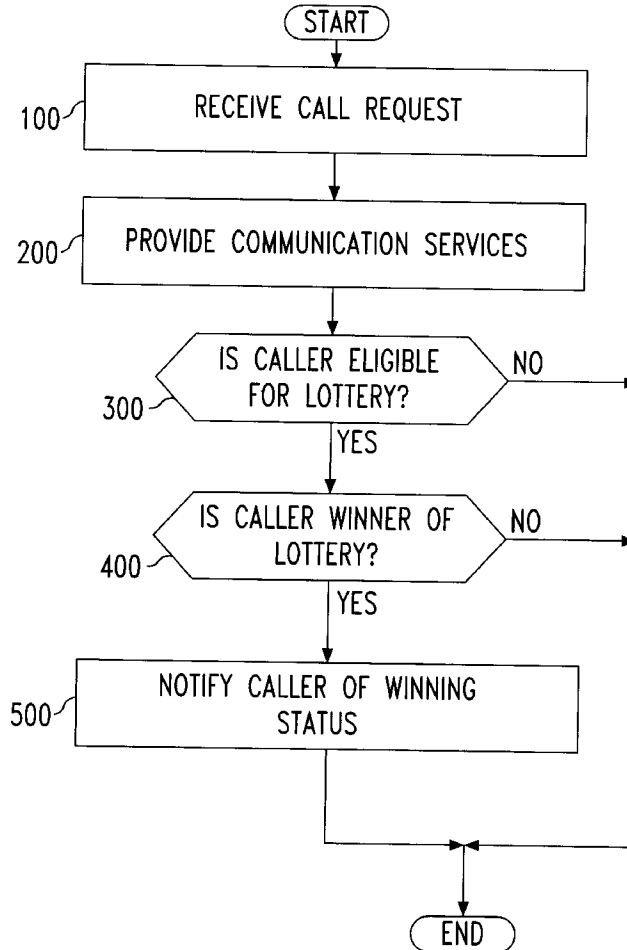 START
RECEIVE CALL REQUEST
100
PROVIDE COMMUNICATION SERVICES
200
IS CALLER ELIGIBLE
FOR LOTTERY?
NO
300
YES
IS CALLER WINNER OF
LOTTERY?
NO
400
YES
NOTIFY CALLER OF WINNING
STATUS
500
END